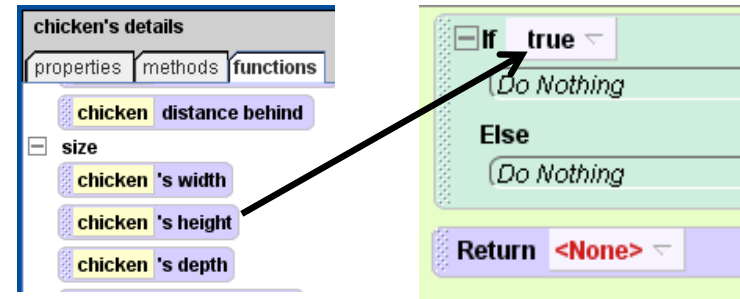 chicken's details
properties methods functions
chicken distance behind
size
chicken 's width
chicken 's height
chicken 's depth
If true
Do Nothing
Else
Do Nothing
Return <None>